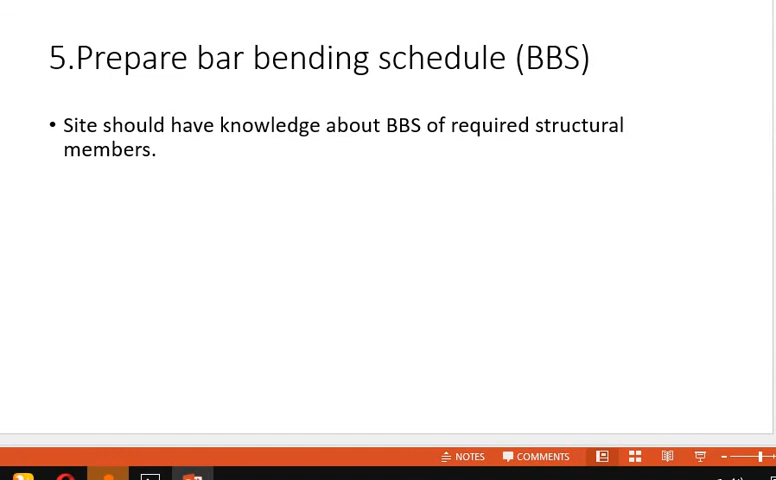 5.Prepare bar bending schedule (BBS)
• Site should have knowledge about BBS of required structural
members.
NOTES
COMMENTS